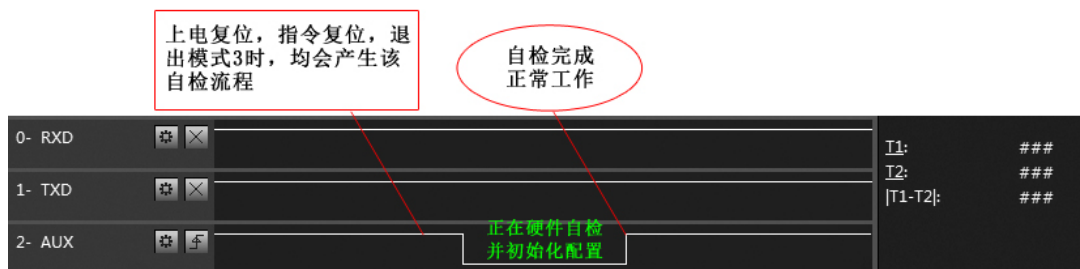 上电复位，指令复位，退
出模式3时，均会产生该
自检流程
自检完成
正常工作
0- RXD
T1: ###
T2: ###
1- TXD
|T1-T2|: ###
正在硬件自检
2- AUX
并初始化配置